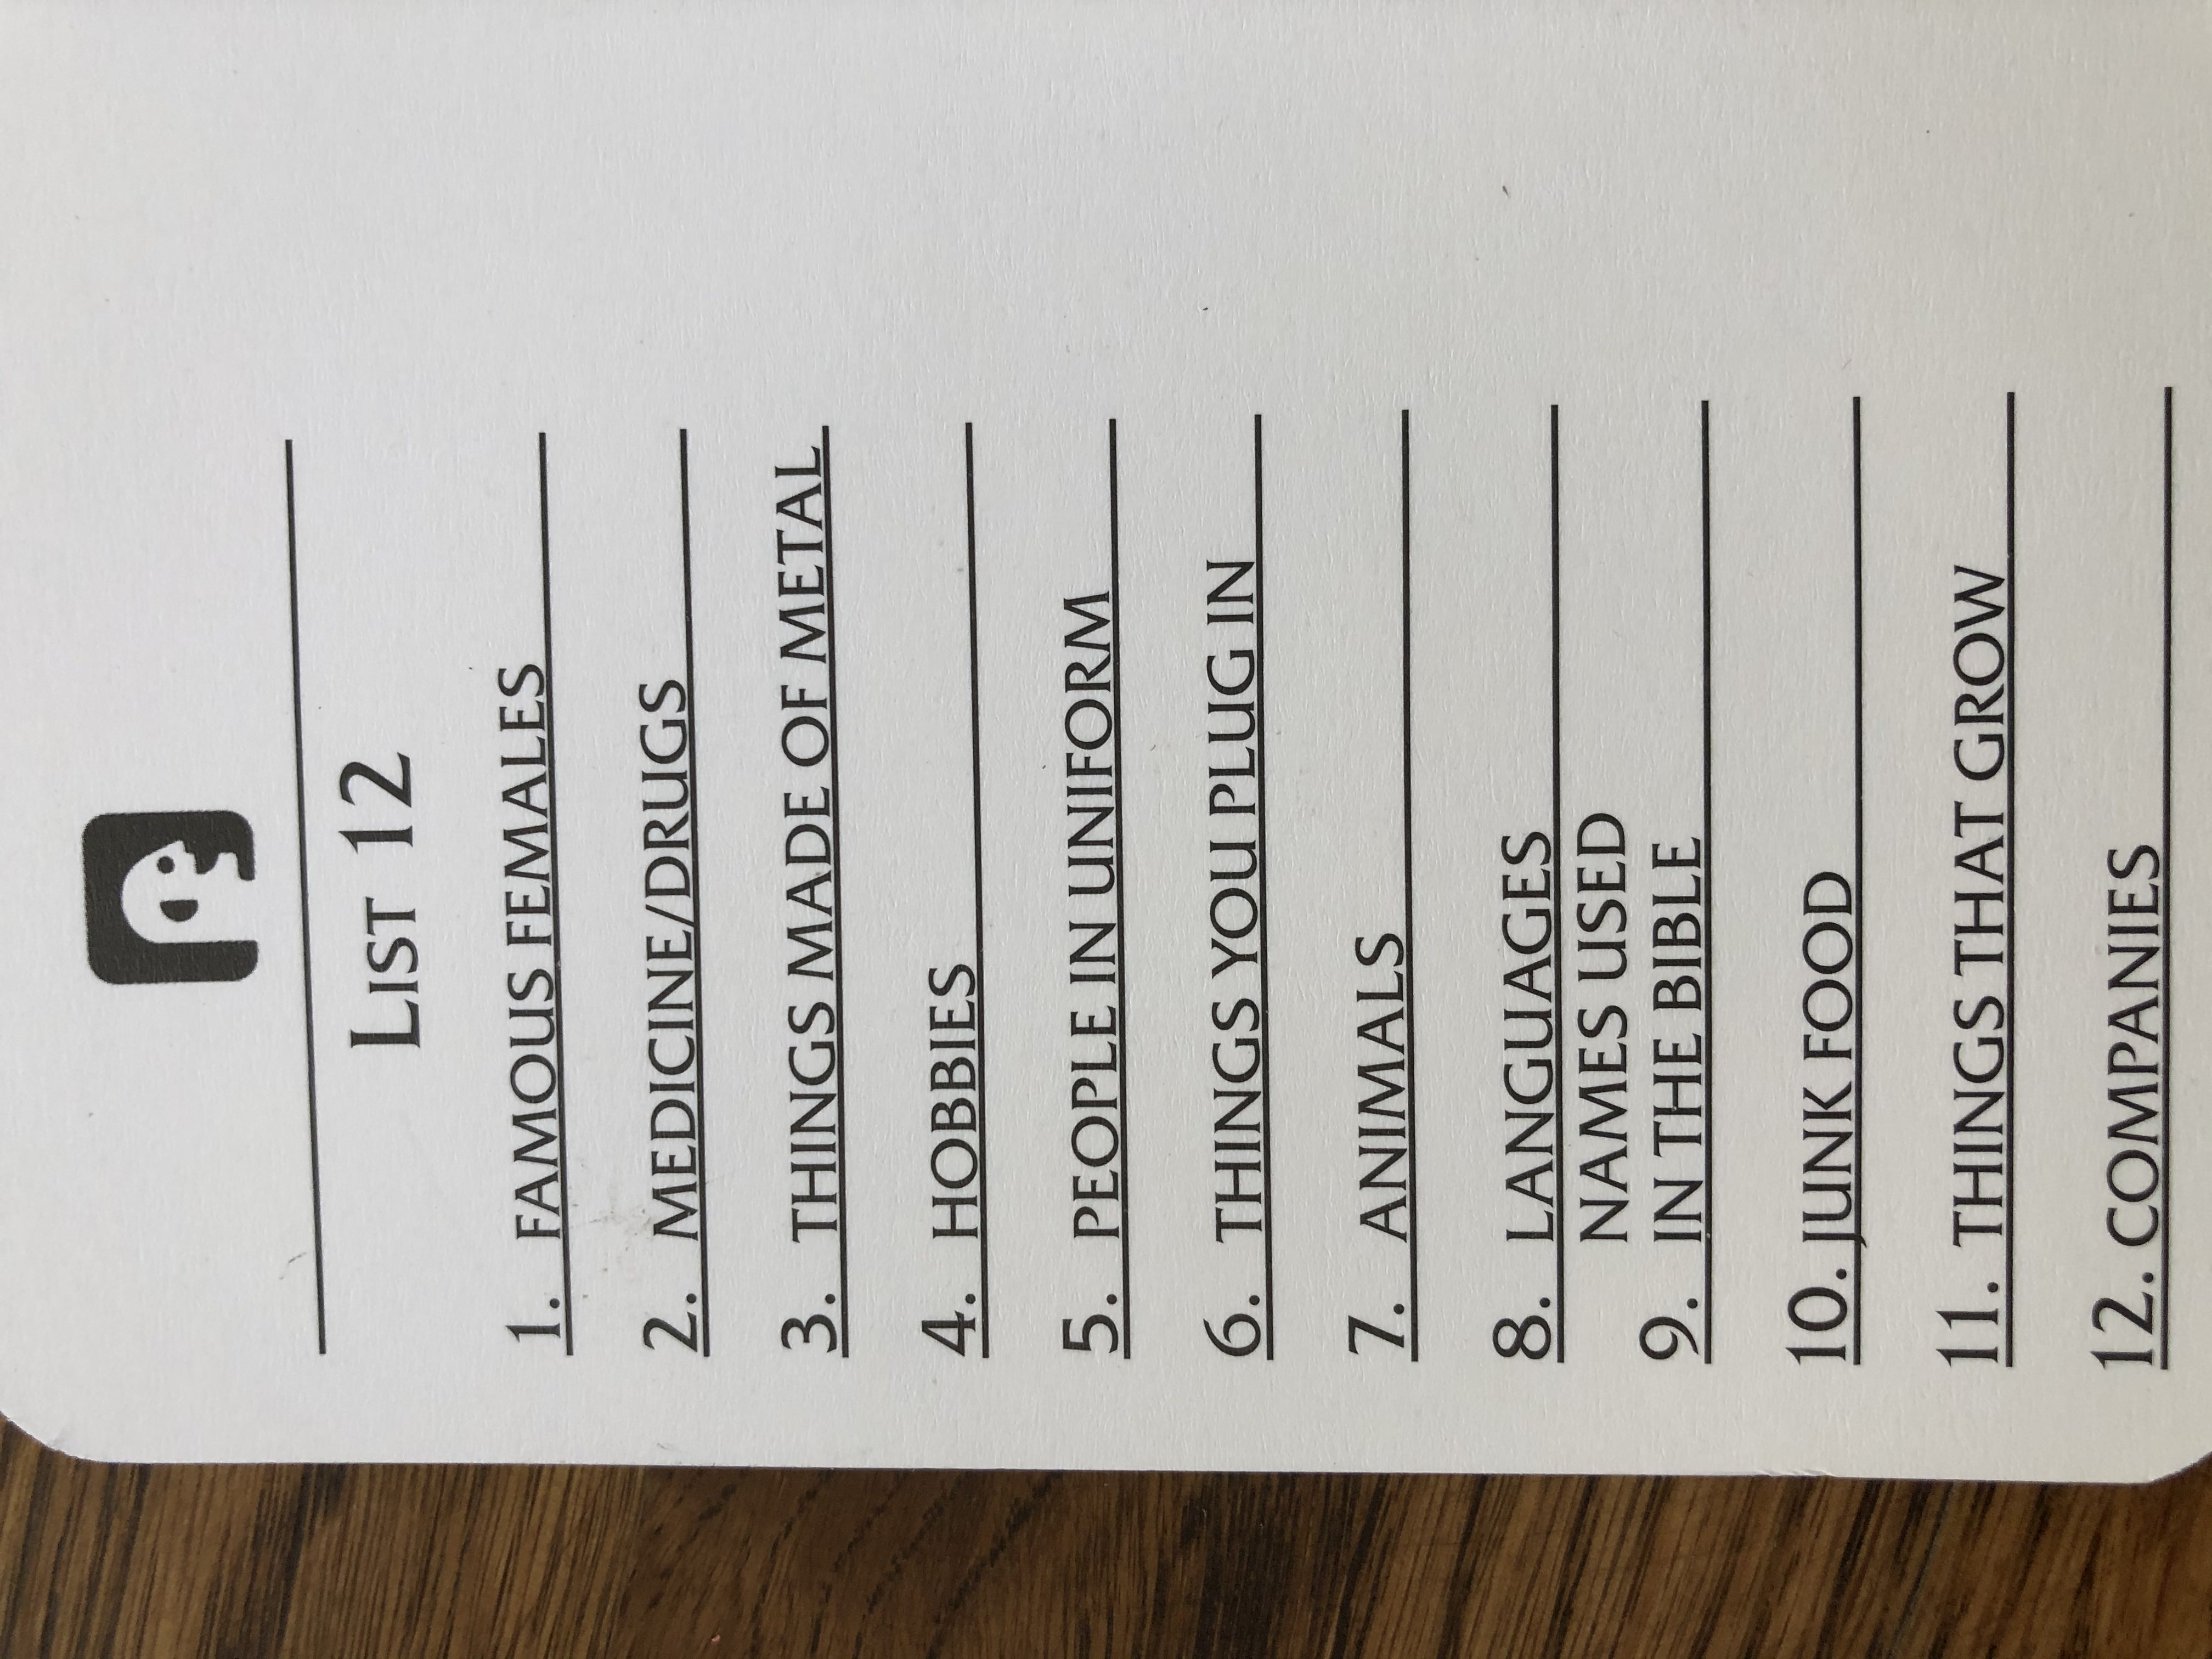 LIST 12
1. FAMOUS FEMALES
2. MEDICINE/DRUGS
3. THINGS MADE OF METAL
4. HOBBIES
5. PEOPLE IN UNIFORM
6. THINGS YOU PLUG IN
7. ANIMALS
8. LANGUAGES
NAMES USED
9. IN THE BIBLE
10. JUNK FOOD
11. THINGS THAT GROW
12. COMPANIES